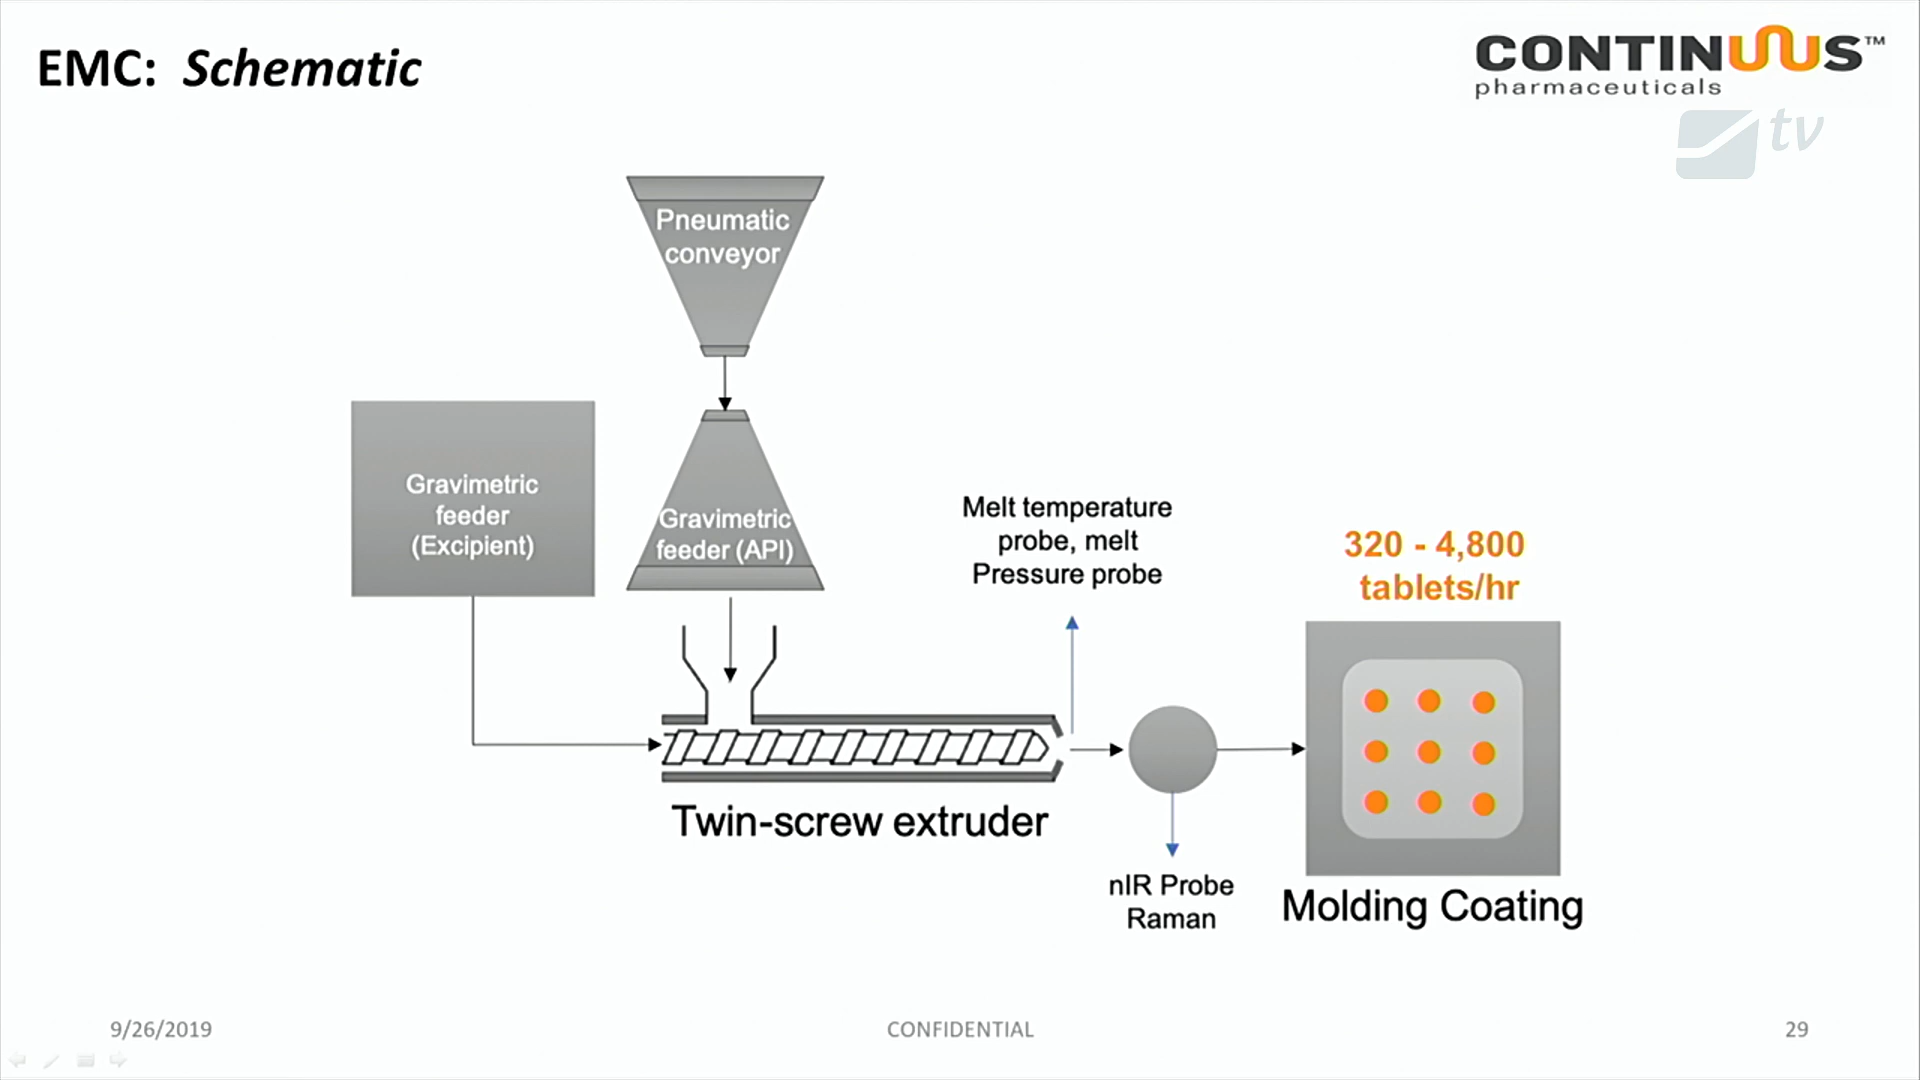 EMC: Schematic
CONTINUUS™
pharmaceuticals
tv
Pneumatic
conveyor
Gravimetric
feeder
(Excipient)
Gravimetric
feeder (API)
Melt temperature
probe, melt
Pressure probe
320 - 4,800
tablets/hr
Twin-screw extruder
nIR Probe
Raman
Molding Coating
9/26/2019
CONFIDENTIAL
29